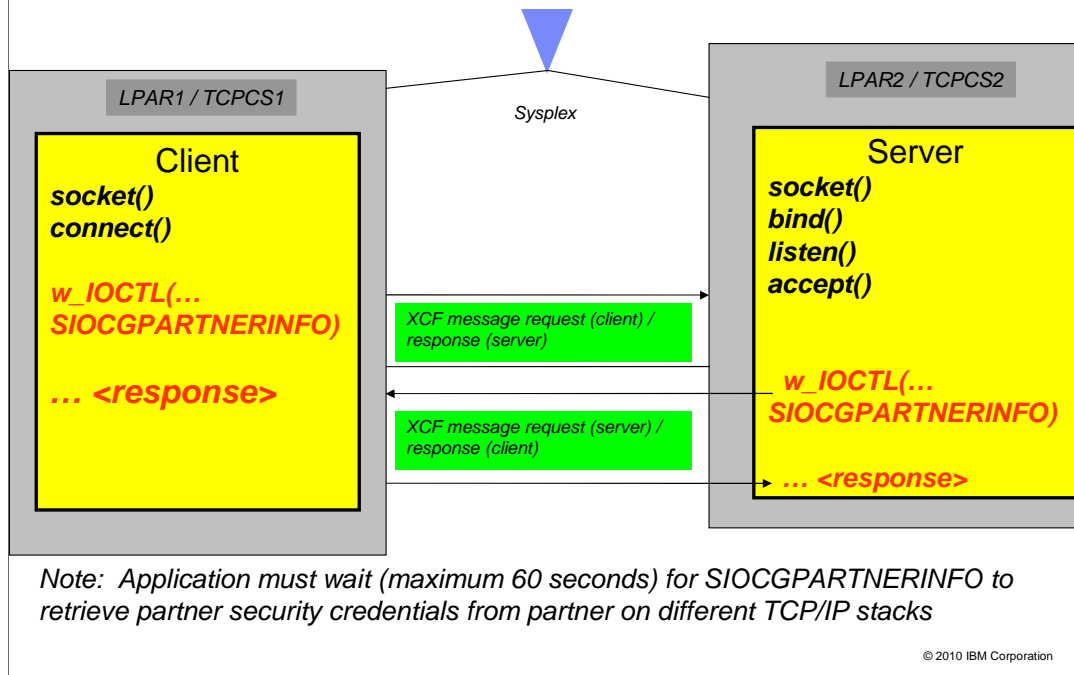 LPAR1 / TCPCS1
Client
socket()
connect()
w_IOCTL(…
SIOCGPARTNERINFO)
… <response>
Sysplex
XCF message request (client) /
response (server)
XCF message request (server) /
response (client)
LPAR2 / TCPCS2
Server
socket()
bind()
listen()
accept()
w_IOCTL(…
SIOCGPARTNERINFO)
… <response>
Note: Application must wait (maximum 60 seconds) for SIOCGPARTNERINFO to
retrieve partner security credentials from partner on different TCP/IP stacks
© 2010 IBM Corporation